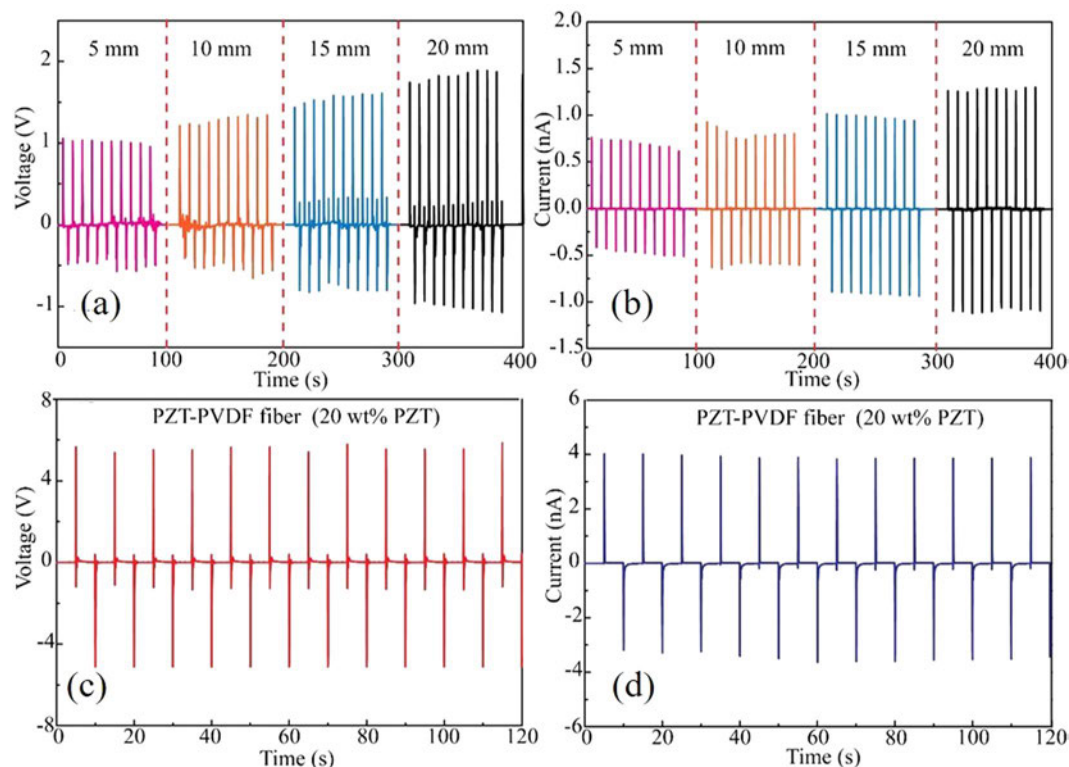 5 mm 10 mm 15 mm 20 mm
2
1
0
-1
Voltage (V)
(a)
0 100 200 300 400
Time (s)
2.0
1.5
1.0
0.5
0.0
-0.5
-1.0
-1.5
Current (nA)
5 mm 10 mm 15 mm 20 mm
(b)
0 100 200 300 400
Time (s)
8
4
0
-4
-8
Voltage (V)
PZT-PVDF fiber (20 wt% PZT)
(c)
0 20 40 60 80 100 120
Time (s)
6
4
2
0
-2
-4
-6
Current (nA)
PZT-PVDF fiber (20 wt% PZT)
(d)
0 20 40 60 80 100 120
Time (s)